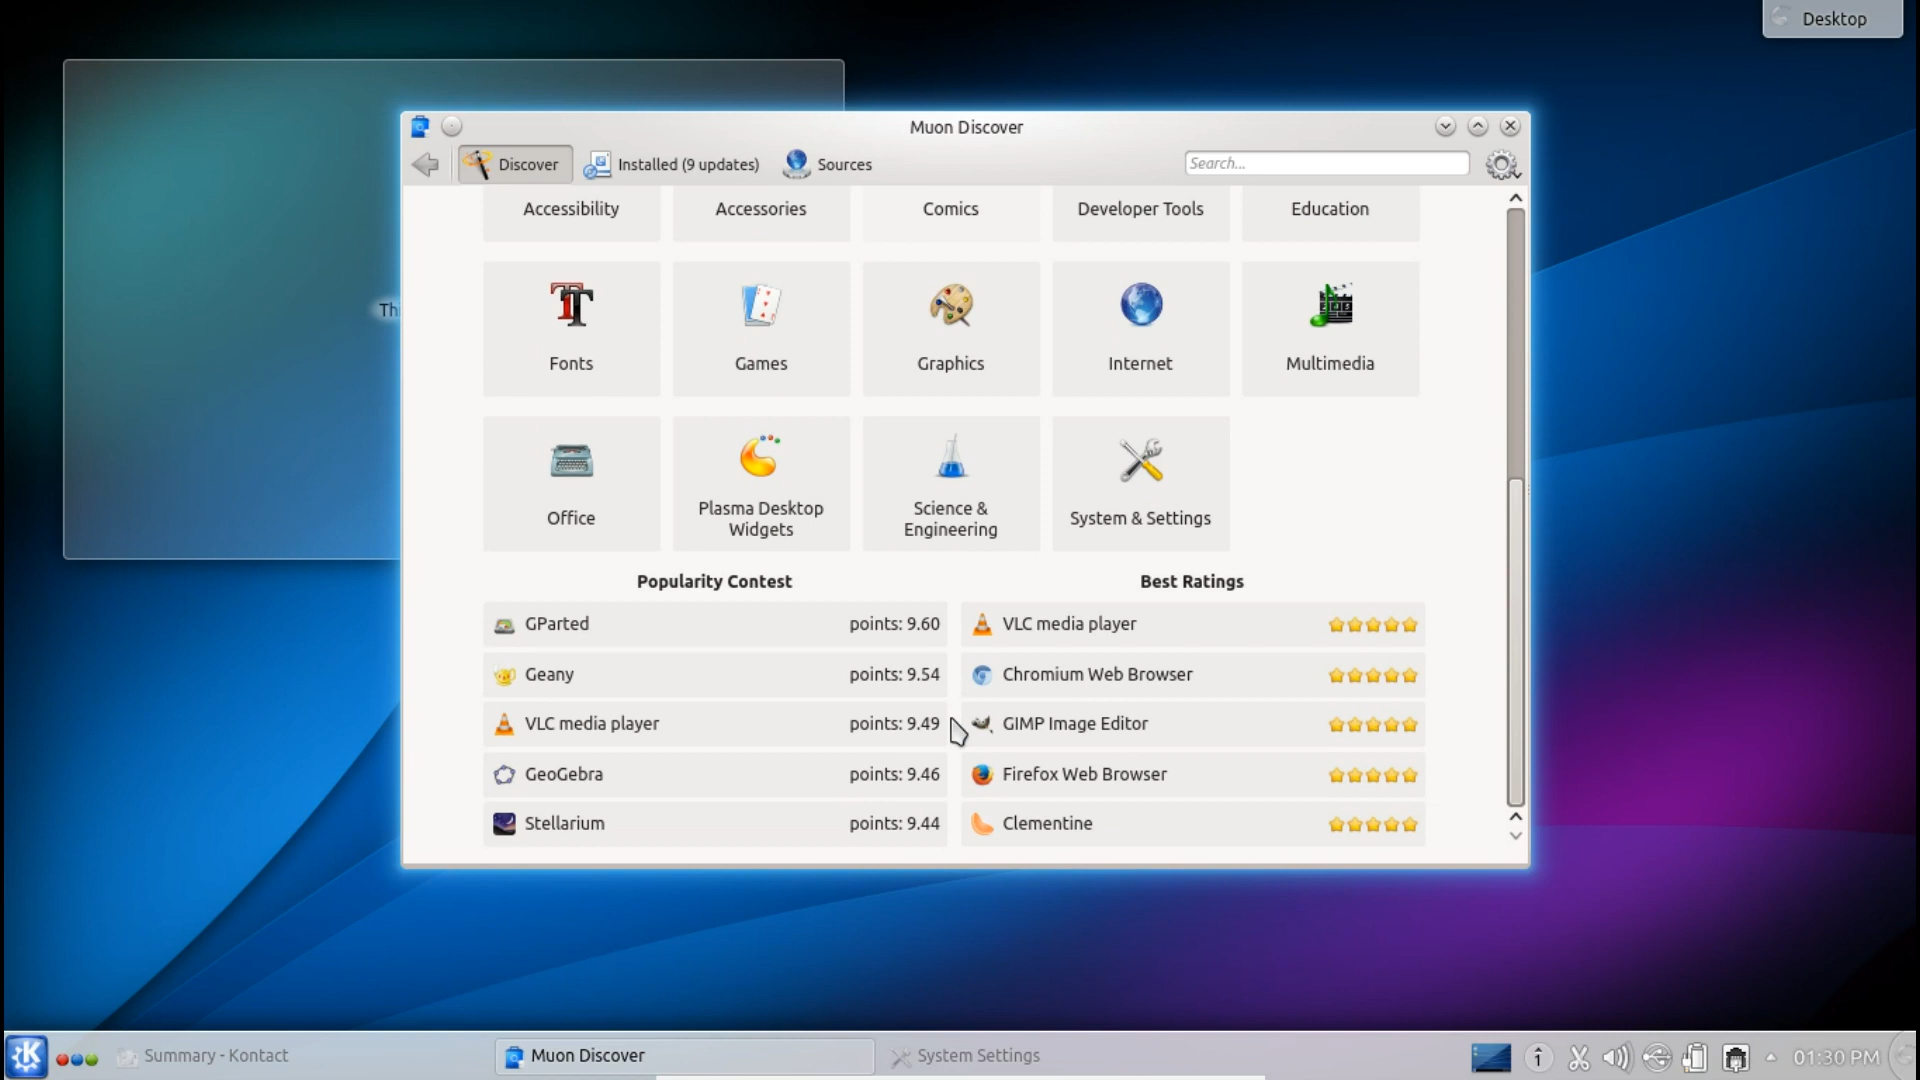 Desktop
Muon Discover
Discover
Installed (9 updates)
Sources
Search...
Accessibility
Accessories
Comics
Developer Tools
Education
Fonts
Games
Graphics
Internet
Multimedia
Office
Plasma Desktop
Widgets
Science &
Engineering
System & Settings
Popularity Contest
GParted points: 9.60
Geany points: 9.54
VLC media player points: 9.49
GeoGebra points: 9.46
Stellarium points: 9.44
Best Ratings
VLC media player
Chromium Web Browser
GIMP Image Editor
Firefox Web Browser
Clementine
Summary - Kontact
Muon Discover
System Settings
01:30 PM